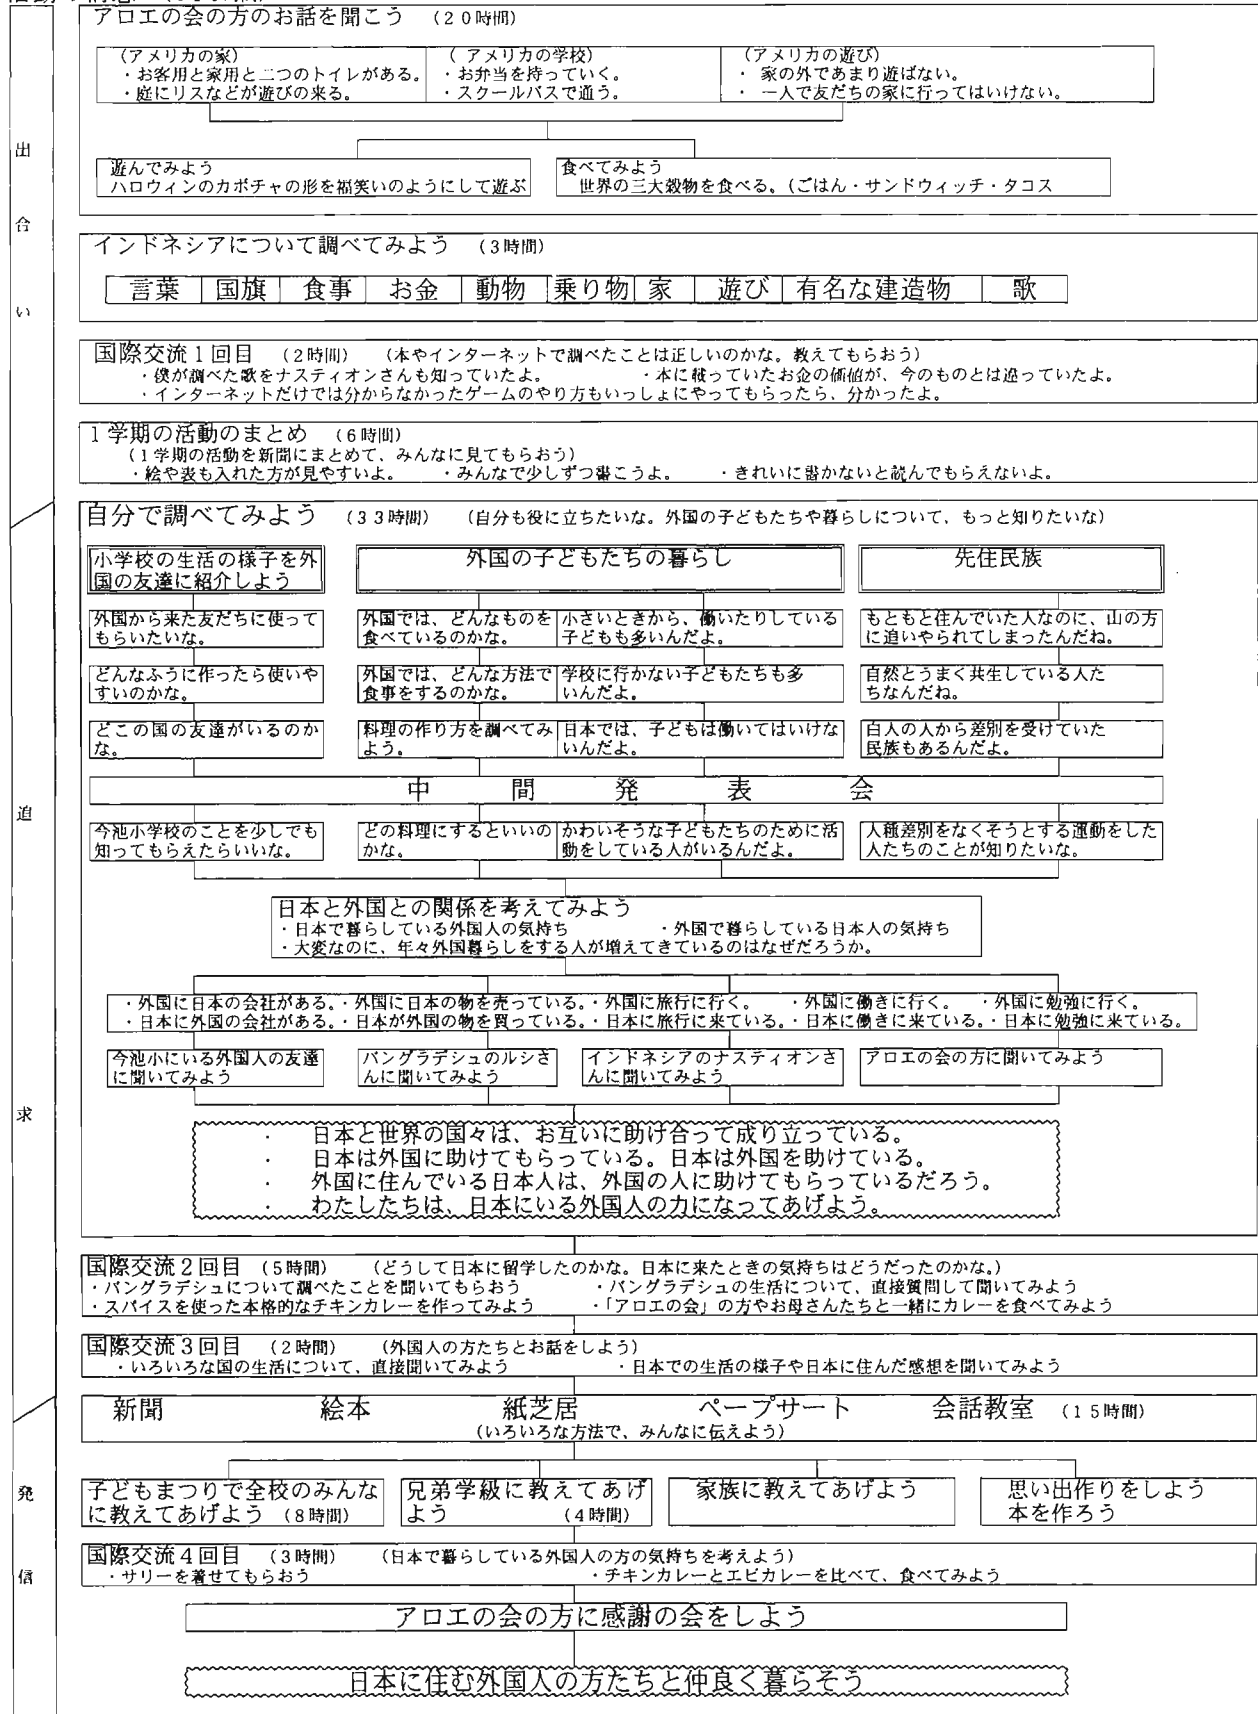 アロエの会の方のお話を聞こう (20時間)
(アメリカの家)
・お客用と家用と二つのトイレがある。
・庭にリスなどが遊びの来る。
(アメリカの学校)
・お弁当を持っていく。
・スクールバスで通う。
(アメリカの遊び)
・家の外であまり遊ばない。
・一人で友だちの家に行ってはいけない。
遊んでみよう
ハロウィンのカボチャの形を福笑いのようにして遊ぶ
食べてみよう
世界の三大穀物を食べる。(ごはん・サンドウィッチ・タコス
出合い
インドネシアについて調べてみよう (3時間)
言葉 国旗 食事 お金 動物 乗り物 家 遊び 有名な建造物 歌
国際交流1回目 (2時間) (本やインターネットで調べたことは正しいのかな。教えてもらおう)
・僕が調べた歌をナスティオンさんも知っていたよ。 ・本に載っていたお金の価値が、今のものとは違っていたよ。
・インターネットだけでは分からなかったゲームのやり方もいっしょにやってもらったら、分かったよ。
1学期の活動のまとめ (6時間)
(1学期の活動を新聞にまとめて、みんなに見てもらおう)
・絵や表も入れた方が見やすいよ。 ・みんなで少しずつ書こうよ。 ・きれいに書かないと読んでもらえないよ。
自分で調べてみよう (33時間) (自分も役に立ちたいな。外国の子どもたちや暮らしについて、もっと知りたいな)
小学校の生活の様子を外
国の友達に紹介しよう
外国の子どもたちの暮らし
先住民族
外国から来た友だちに使って
もらいたいな。
外国では、どんなものを
食べているのかな。
小さいときから、働いたりしている
子どもも多いんだよ。
もともと住んでいた人なのに、山の方
に追いやられてしまったんだね。
どんなふうに作ったら使いや
すいのかな。
外国では、どんな方法で
食事をするのかな。
学校に行かない子どもたちも多
いんだよ。
自然とうまく共生している人た
ちなんだね。
どこの国の友達がいるのか
な。
料理の作り方を調べてみ
よう。
日本では、子どもは働いてはいけな
いんだよ。
白人の人から差別を受けていた
民族もあるんだよ。
中間発表会
追求
今池小学校のことを少しでも
知ってもらえたらいいな。
どの料理にするといいの
かな。
かわいそうな子どもたちのために活
動をしている人がいるんだよ。
人種差別をなくそうとする運動をした
人たちのことが知りたいな。
日本と外国との関係を考えてみよう
・日本で暮らしている外国人の気持ち ・外国で暮らしている日本人の気持ち
・大変なのに、年々外国暮らしをする人が増えてきているのはなぜだろうか。
・外国に日本の会社がある。・外国に日本の物を売っている。・外国に旅行に行く。 ・外国に働きに行く。 ・外国に勉強に行く。
・日本に外国の会社がある。・日本が外国の物を買っている。・日本に旅行に来ている。・日本に働きに来ている。・日本に勉強に来ている。
今池小にいる外国人の友達
に聞いてみよう
バングラデシュのルシさ
んに聞いてみよう
インドネシアのナスティオンさ
んに聞いてみよう
アロエの会の方に聞いてみよう
・ 日本と世界の国々は、お互いに助け合って成り立っている。
・ 日本は外国に助けてもらっている。日本は外国を助けている。
・ 外国に住んでいる日本人は、外国の人に助けてもらっているだろう。
・ わたしたちは、日本にいる外国人の力になってあげよう。
国際交流2回目 (5時間) (どうして日本に留学したのかな。日本に来たときの気持ちはどうだったのかな。)
・バングラデシュについて調べたことを聞いてもらおう ・バングラデシュの生活について、直接質問して聞いてみよう
・スパイスを使った本格的なチキンカレーを作ってみよう ・「アロエの会」の方やお母さんたちと一緒にカレーを食べてみよう
国際交流3回目 (2時間) (外国人の方たちとお話をしよう)
・いろいろな国の生活について、直接聞いてみよう ・日本での生活の様子や日本に住んだ感想を聞いてみよう
新聞 絵本 紙芝居 ペープサート 会話教室 (15時間)
(いろいろな方法で、みんなに伝えよう)
発信
子どもまつりで全校のみんな
に教えてあげよう (8時間)
兄弟学級に教えてあげ
よう (4時間)
家族に教えてあげよう
思い出作りをしよう
本を作ろう
国際交流4回目 (3時間) (日本で暮らしている外国人の方の気持ちを考えよう)
・サリーを着せてもらおう ・チキンカレーとエビカレーを比べて、食べてみよう
アロエの会の方に感謝の会をしよう
日本に住む外国人の方たちと仲良く暮らそう